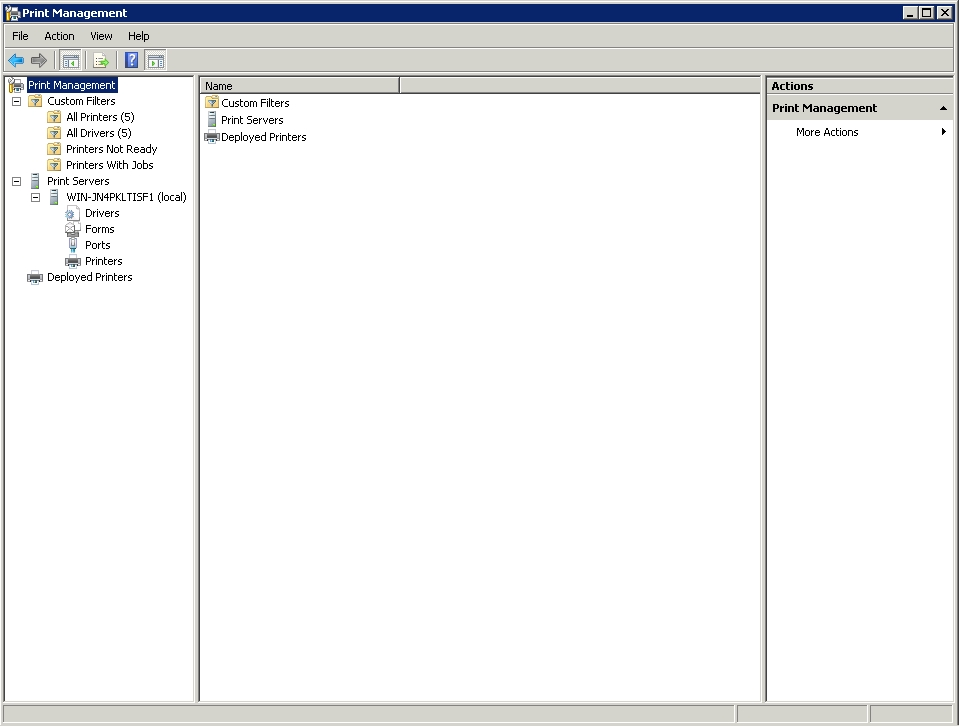 Print Management
File Action View Help
Print Management
Custom Filters
All Printers (5)
All Drivers (5)
Printers Not Ready
Printers With Jobs
Print Servers
WIN-JN4PKLTISF1 (local)
Drivers
Forms
Ports
Printers
Deployed Printers
Name
Custom Filters
Print Servers
Deployed Printers
Actions
Print Management
More Actions